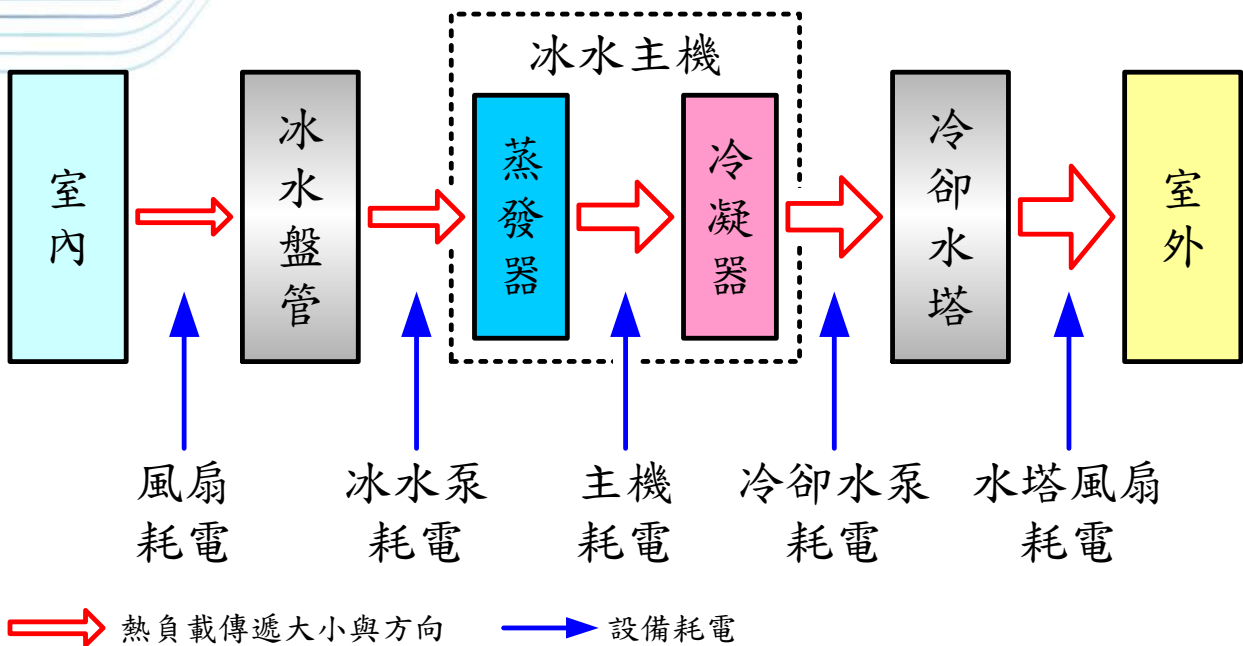 冰水主機
室內
冰水盤管
蒸發器
冷凝器
冷卻水塔
室外
風扇
耗電
冰水泵
耗電
主機
耗電
冷卻水泵
耗電
水塔風扇
耗電
熱負載傳遞大小與方向
設備耗電